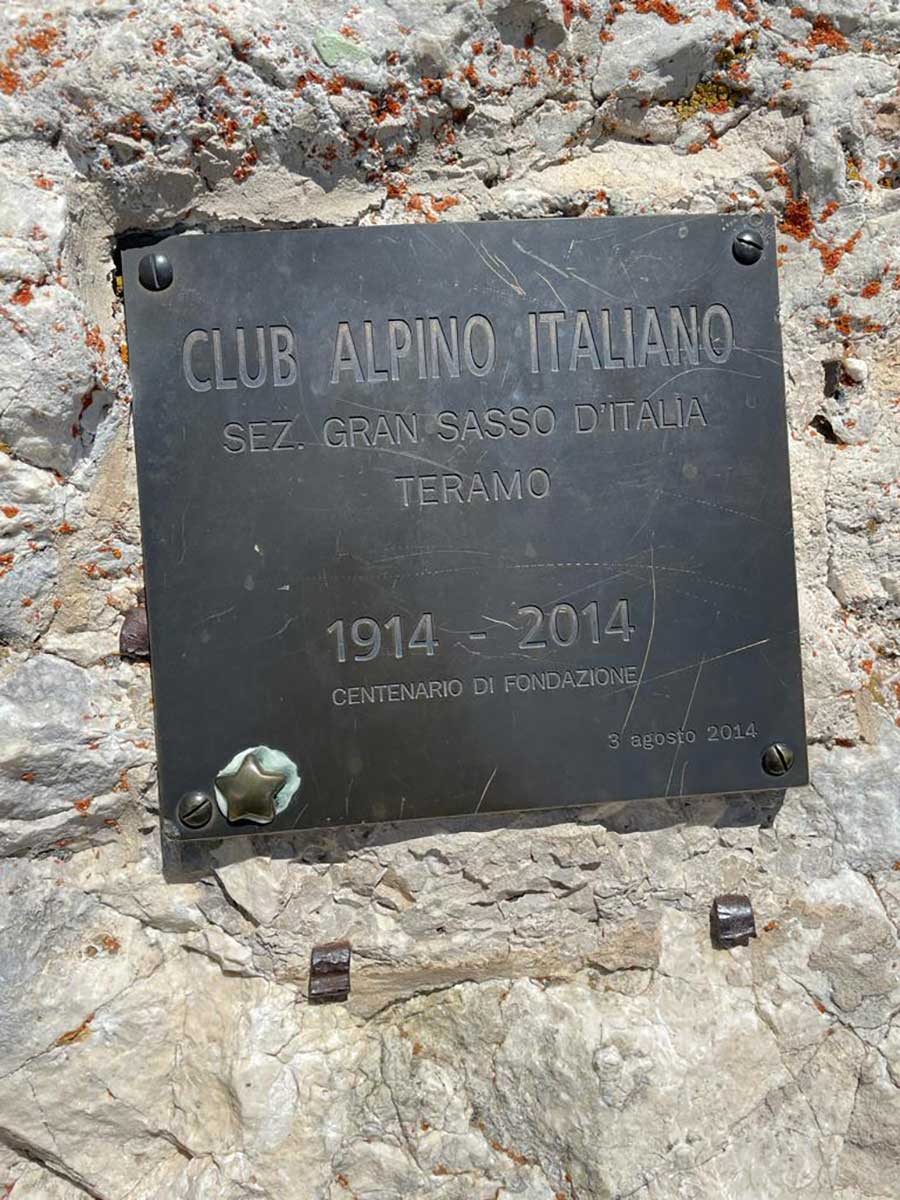 CLUB ALPINO ITALIANO
SEZ. GRAN SASSO D'ITALIA
TERAMO
1914 - 2014
CENTENARIO DI FONDAZIONE
3 agosto 2014